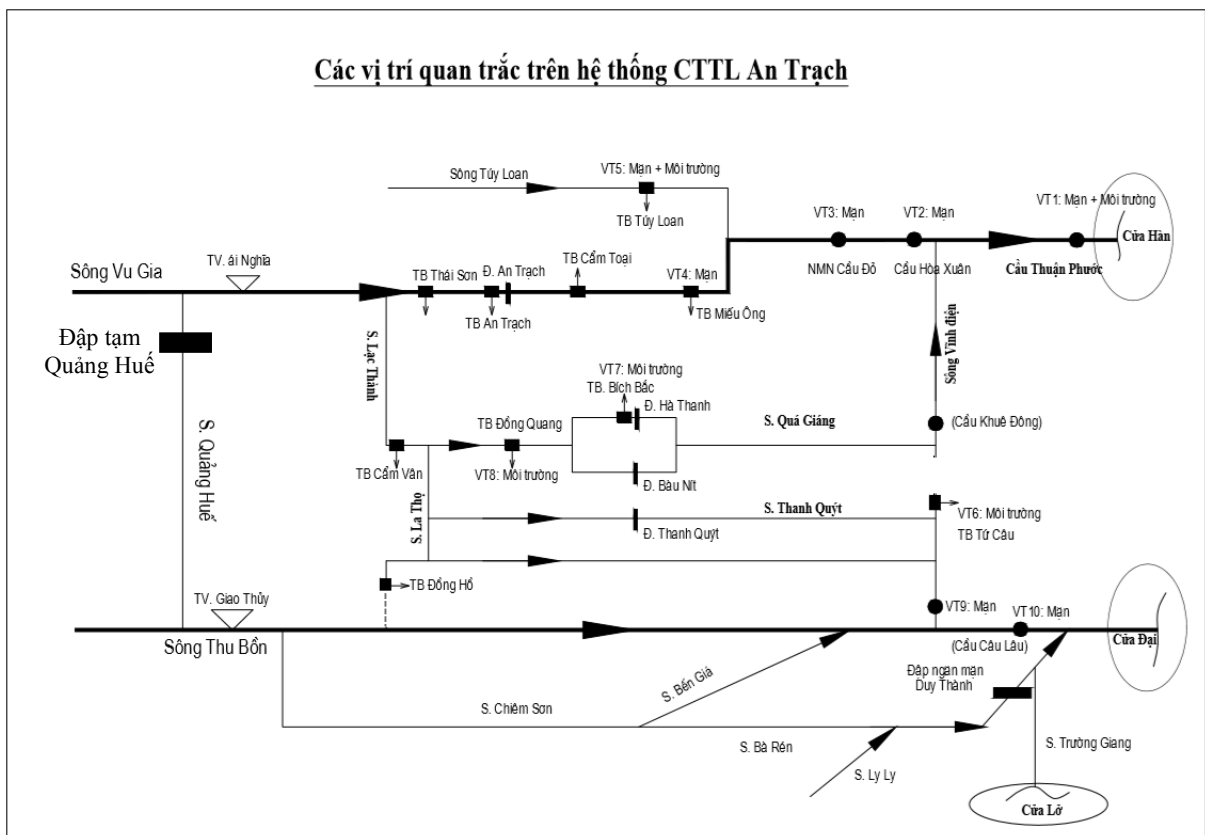 Các vị trí quan trắc trên hệ thống CTTL An Trạch
Sông Túy Loan
VT5: Mặn + Môi trường
TB Túy Loan
VT3: Mặn
VT2: Mặn
VT1: Mặn + Môi trường
Cửa Hàn
NMN Cầu Đỏ
Cầu Hòa Xuân
Cầu Thuận Phước
Sông Vu Gia
TV. ái Nghĩa
TB Thái Sơn
Đ. An Trạch
TB Cẩm Toại
VT4: Mặn
TB An Trạch
TB Miếu Ông
Đập tạm
Quảng Huế
S. Lạc Thành
Sông Vĩnh điện
VT7: Môi trường
TB. Bích Bắc
Đ. Hà Thanh
S. Quảng Huế
TB Đồng Quang
S. Quá Giáng
(Cầu Khuê Đông)
TB Cẩm Văn
VT8: Môi trường
Đ. Bàu Nít
S. La Thọ
S. Thanh Quýt
VT6: Môi trường
TB Tứ Câu
Đ. Thanh Quýt
TB Đồng Hồ
TV. Giao Thủy
VT9: Mặn
VT10: Mặn
Sông Thu Bồn
(Cầu Câu Lâu)
Cửa Đại
S. Bến Giá
Đập ngăn mặn
Duy Thành
S. Chiêm Sơn
S. Bà Rén
S. Trường Giang
S. Ly Ly
Cửa Lở